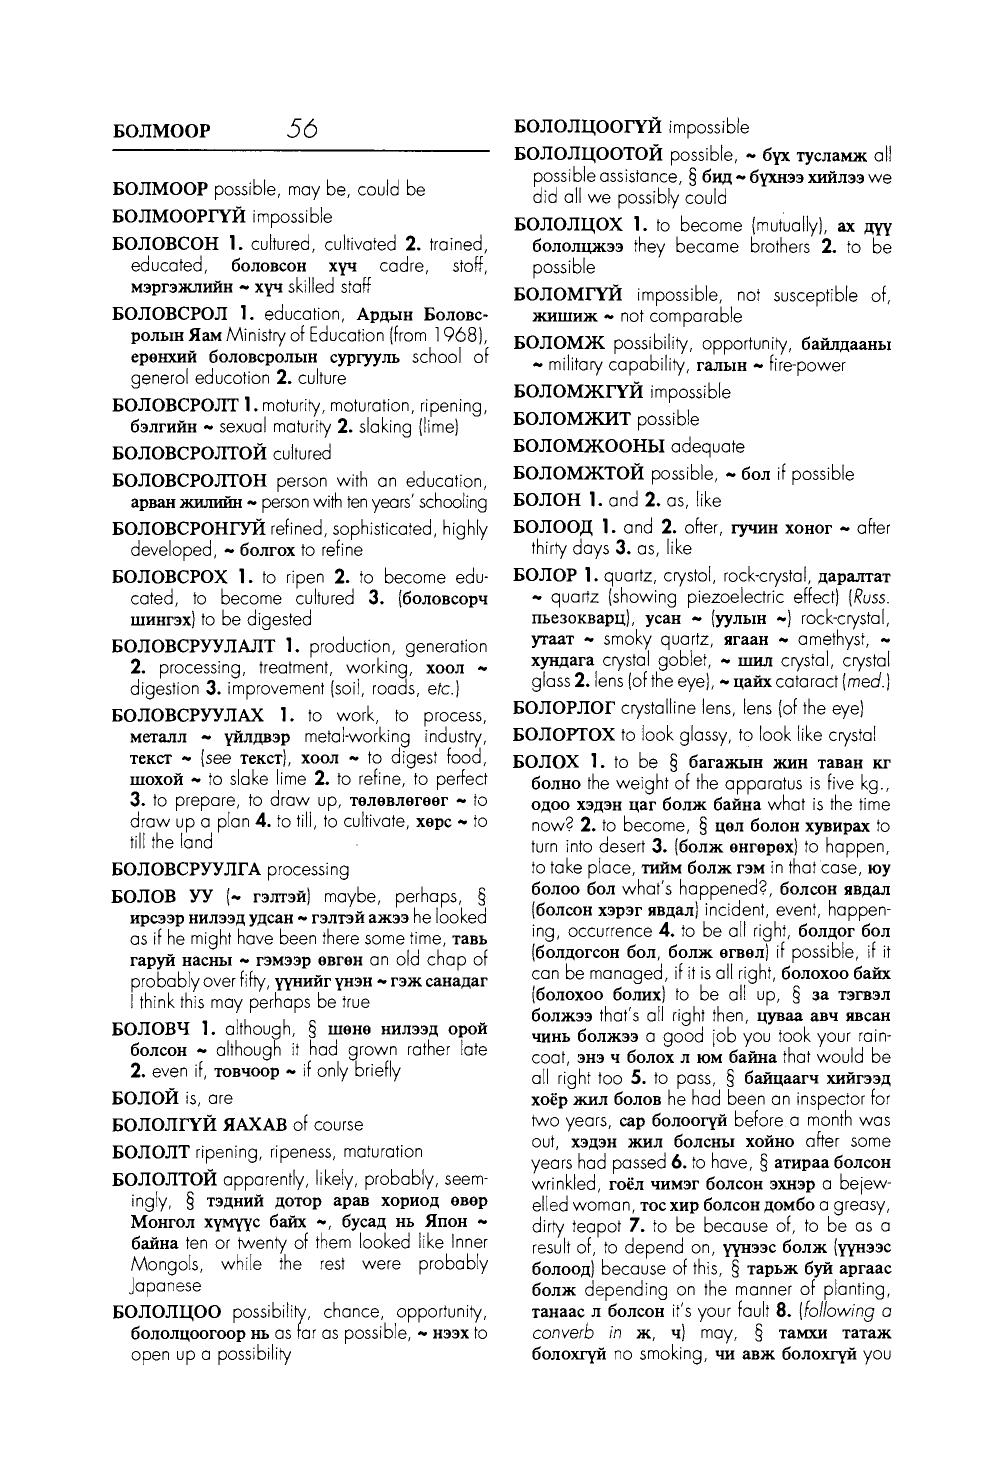 БОЛМООР 56
БОЛМООР possible, may be, could be
БОЛМООРГҮЙ impossible
БОЛОВСОН 1. cultured, cultivated 2. trained,
educated, боловсон хүч cadre, stoff,
мэргэжлийн ~ хүч skilled staff
БОЛОВСРОЛ 1. education, Ардын Боловс-
ролын Яам Ministry of Education (from 1968),
ерөнхий боловсролын сургууль school of
generol educotion 2. culture
БОЛОВСРОЛТ 1. moturity, moturation, ripening,
бэлгийн ~ sexual maturity 2. slaking (lime)
БОЛОВСРОЛТОЙ cultured
БОЛОВСРОЛТОН person with an education,
арван жилийн ~ person with ten years' schooling
БОЛОВСРОНГУЙ refined, sophisticated, highly
developed, ~ болгох to refine
БОЛОВСРОХ 1. to ripen 2. to become edu-
cated, to become cultured 3. (боловсорч
шингэх) to be digested
БОЛОВСРУУЛАЛТ 1. production, generation
2. processing, treatment, working, хоол ~
digestion 3. improvement (soil, roads, etc.)
БОЛОВСРУУЛАХ 1. to work, to process,
металл ~ үйлдвэр metal-working industry,
текст ~ (see текст), хоол ~ to digest food,
шохой ~ to slake lime 2. to refine, to perfect
3. to prepare, to draw up, төлөвлөгөөг ~ to
draw up a plan 4. to till, to cultivate, хөрс ~ to
till the land
БОЛОВСРУУЛГА processing
БОЛОВ УУ (~ гэлтэй) maybe, perhaps, §
ирсээр нилээд удсан ~ гэлтэй ажээ he looked
as if he might have been there some time, тавь
гаруй насны ~ гэмээр өвгөн an old chap of
probably over fifty, үүнийг үнэн ~ гэж санадаг
I think this may perhaps be true
БОЛОВЧ 1. although, § шөнө нилээд орой
болсон ~ although it had grown rather late
2. even if, товчоор ~ if only briefly
БОЛОЙ is, are
БОЛОЛГҮЙ ЯАХАВ of course
БОЛОЛТ ripening, ripeness, maturation
БОЛОЛТОЙ apparently, likely, probably, seem-
ingly, § тэдний дотор арав хориод өвөр
Монгол хүмүүс байх ~, бусад нь Япон ~
байна ten or twenty of them looked like Inner
Mongols, while the rest were probably
Japanese
БОЛОЛЦОО possibility, chance, opportunity,
бололцоогоор нь as far as possible, ~ нээх to
open up a possibility
БОЛОЛЦООГҮЙ impossible
БОЛОЛЦООТОЙ possible, ~ бүх тусламж all
possible assistance, § бид ~ бүхнээ хийлээ we
did all we possibly could
БОЛОЛЦОХ 1. to become (mutually), ах дүү
бололцжээ they became brothers 2. to be
possible
БОЛОМГҮЙ impossible, not susceptible of,
жишиж ~ not comparable
БОЛОМЖ possibility, opportunity, байлдааны
~ military capability, галын ~ fire-power
БОЛОМЖГҮЙ impossible
БОЛОМЖИТ possible
БОЛОМЖООНЫ adequate
БОЛОМЖТОЙ possible, ~ бол if possible
БОЛОН 1. and 2. as, like
БОЛООД 1. and 2. ofter, гучин хоног ~ after
thirty days 3. as, like
БОЛОР 1. quartz, crystol, rock-crystal, даралтат
~ quartz (showing piezoelectric effect) (Russ.
пьезокварц), усан ~ (уулын ~) rock-crystal,
утаат ~ smoky quartz, ягаан ~ amethyst, ~
хундага crystal goblet, ~ шил crystal, crystal
glass 2. lens (of the eye), ~ цайх cataract (med.)
БОЛОРЛОГ crystalline lens, lens (of the eye)
БОЛОРТОХ to look glassy, to look like crystal
БОЛОХ 1. to be § багажын жин таван кг
болно the weight of the apparatus is five kg.,
одоо хэдэн цаг болж байна what is the time
now? 2. to become, § цөл болон хувирах to
turn into desert 3. (болж өнгөрөх) to happen,
to take place, тийм болж гэм in that case, юу
болоо бол what's happened?, болсон явдал
(болсон хэрэг явдал) incident, event, happen-
ing, occurrence 4. to be all right, болдог бол
(болдогсон бол, болж өгвөл) if possible, if it
can be managed, if it is all right, болохоо байх
(болохоо болих) to be all up, § за тэгвэл
болжээ that's all right then, цуваа авч явсан
чинь болжээ a good job you took your rain-
coat, энэ ч болох л юм байна that would be
all right too 5. to pass, § байцаагч хийгээд
хоёр жил болов he had been an inspector for
two years, сар болоогүй before a month was
out, хэдэн жил болсны хойно after some
years had passed 6. to have, § атираа болсон
wrinkled, гоёл чимэг болсон эхнэр a bejew-
elled woman, тос хир болсон домбо a greasy,
dirty teapot 7. to be because of, to be as a
result of, to depend on, үүнээс болж (үүнээс
болоод) because of this, § тарьж буй аргаас
болж depending on the manner of planting,
танаас л болсон it's your fault 8. (following a
converb in ж, ч) may, § тамхи татаж
болохгүй no smoking, чи авж болохгүй you